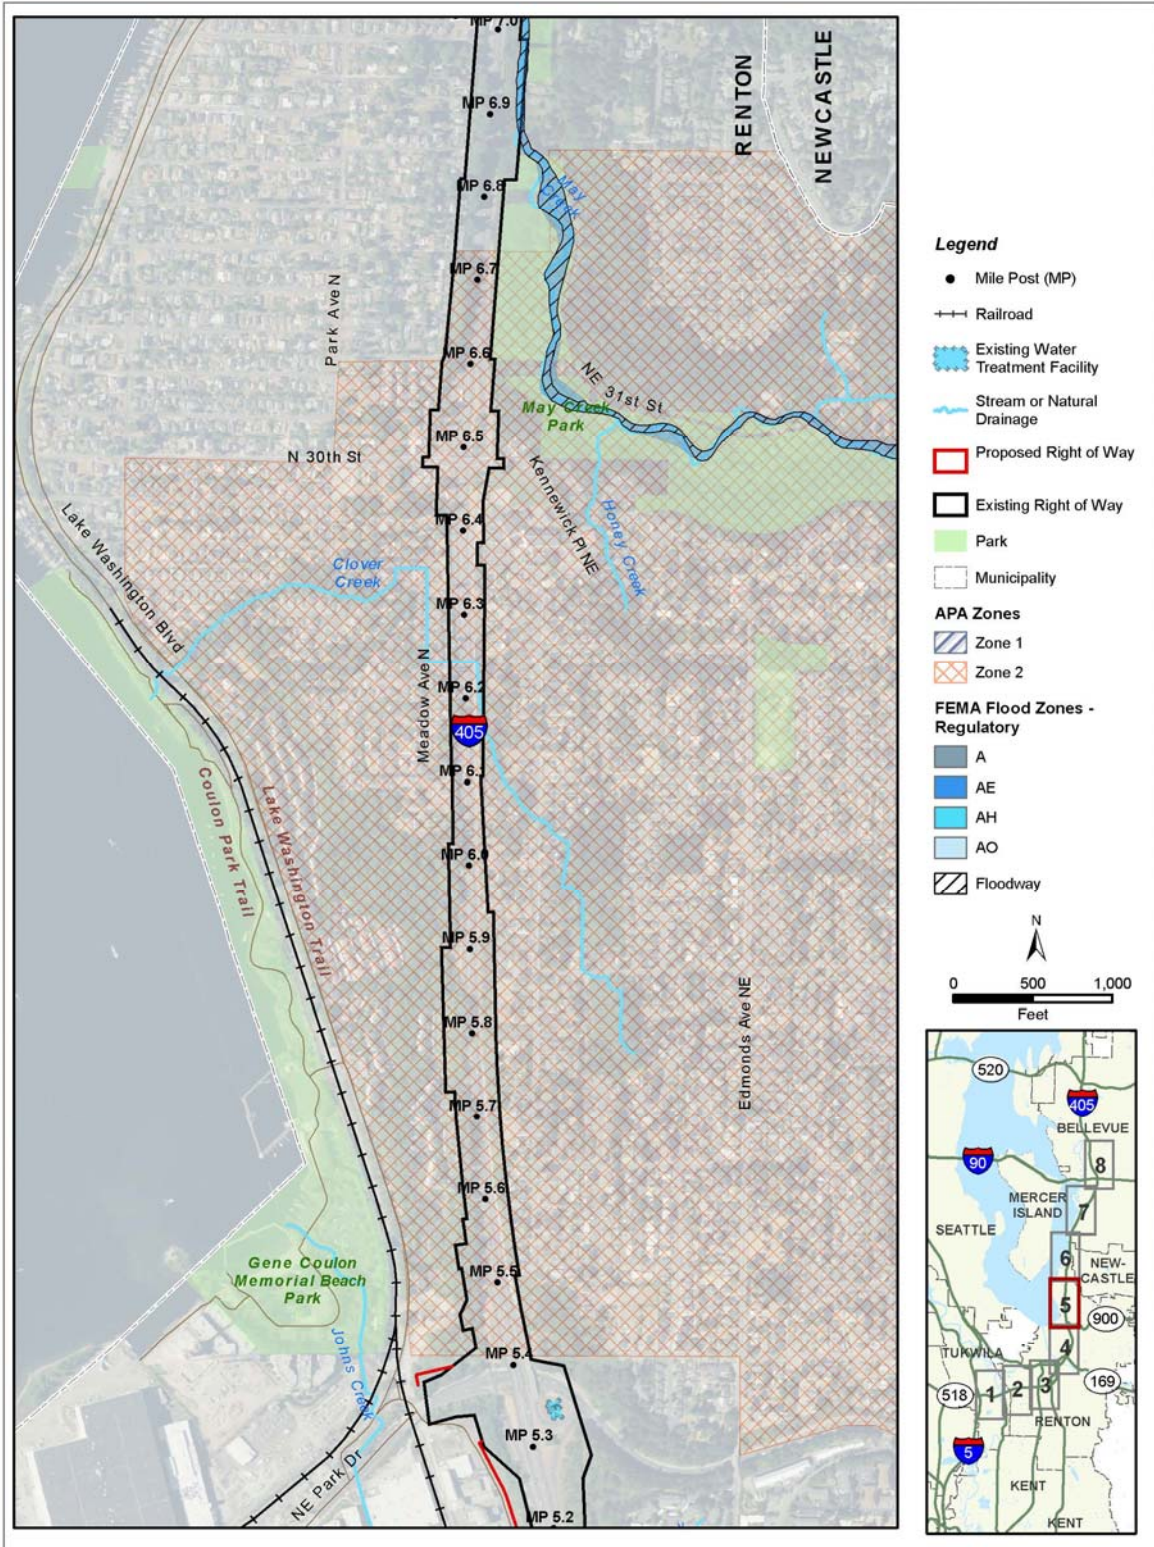 MP 7.0
MP 6.9
RENTON
NEWCASTLE
MP 6.8
May
Creek
MP 6.7
Park Ave N
MP 6.6
NE 31st St
May Creek
Park
MP 6.5
N 30th St
Kennewick Pl NE
Honey Creek
MP 6.4
Lake Washington Blvd
Clover
Creek
MP 6.3
Meadow Ave N
MP 6.2
405
MP 6.1
Coulon Park Trail
Lake Washington Trail
MP 6.0
MP 5.9
MP 5.8
Edmonds Ave NE
MP 5.7
MP 5.6
Gene Coulon
Memorial Beach
Park
MP 5.5
Johns Creek
MP 5.4
MP 5.3
NE Park Dr
MP 5.2
Legend
Mile Post (MP)
Railroad
Existing Water
Treatment Facility
Stream or Natural
Drainage
Proposed Right of Way
Existing Right of Way
Park
Municipality
APA Zones
Zone 1
Zone 2
FEMA Flood Zones -
Regulatory
A
AE
AH
AO
Floodway
N
0 500 1,000
Feet
520
405
BELLEVUE
90
8
MERCER
ISLAND
7
SEATTLE
6
NEW-
CASTLE
5
900
4
TUKWILA
169
518
1
2
3
RENTON
5
KENT
KENT